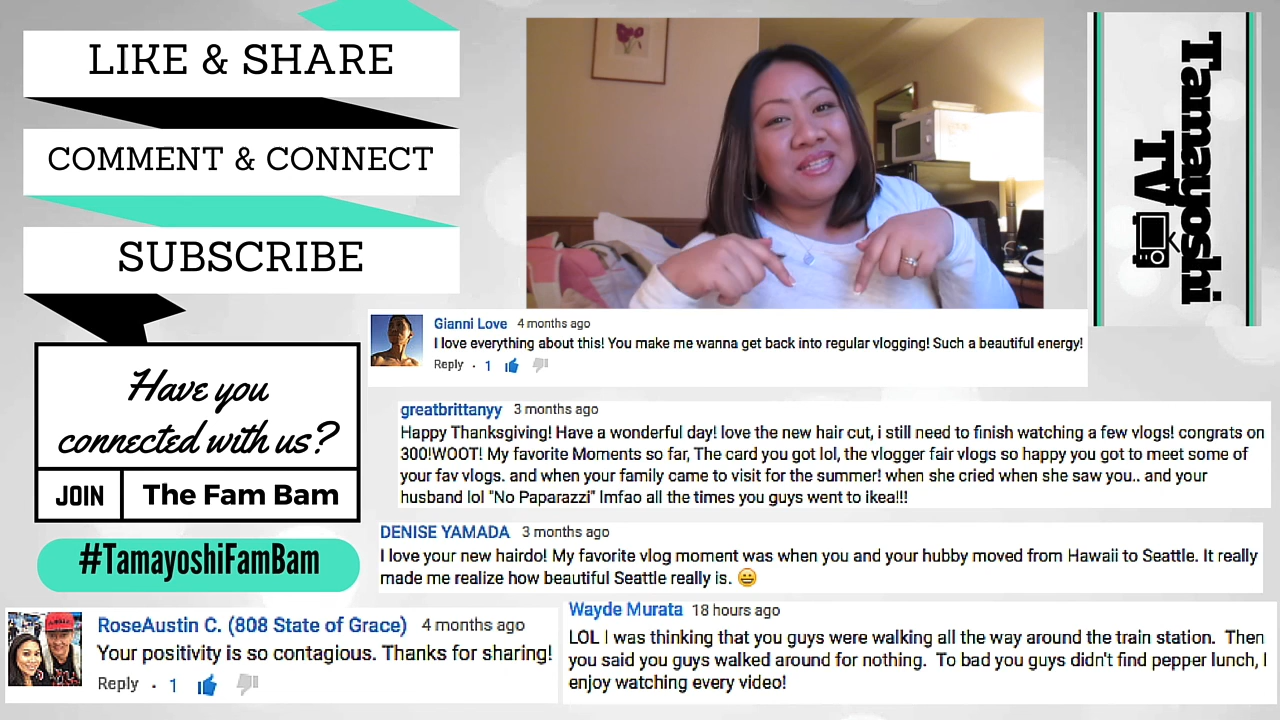 LIKE & SHARE
COMMENT & CONNECT
SUBSCRIBE
Have you
connected with us?
JOIN The Fam Bam
#TamayoshiFamBam
Tamayoshi
TV
Gianni Love 4 months ago
I love everything about this! You make me wanna get back into regular vlogging! Such a beautiful energy!
Reply · 1
greatbrittanyy 3 months ago
Happy Thanksgiving! Have a wonderful day! love the new hair cut, i still need to finish watching a few vlogs! congrats on
300!WOOT! My favorite Moments so far, The card you got lol, the vlogger fair vlogs so happy you got to meet some of
your fav vlogs. and when your family came to visit for the summer! when she cried when she saw you.. and your
husband lol "No Paparazzi" lmfao all the times you guys went to ikea!!!
DENISE YAMADA 3 months ago
I love your new hairdo! My favorite vlog moment was when you and your hubby moved from Hawaii to Seattle. It really
made me realize how beautiful Seattle really is. 😀
RoseAustin C. (808 State of Grace) 4 months ago
Your positivity is so contagious. Thanks for sharing!
Reply · 1
Wayde Murata 18 hours ago
LOL I was thinking that you guys were walking all the way around the train station. Then
you said you guys walked around for nothing. To bad you guys didn't find pepper lunch, I
enjoy watching every video!